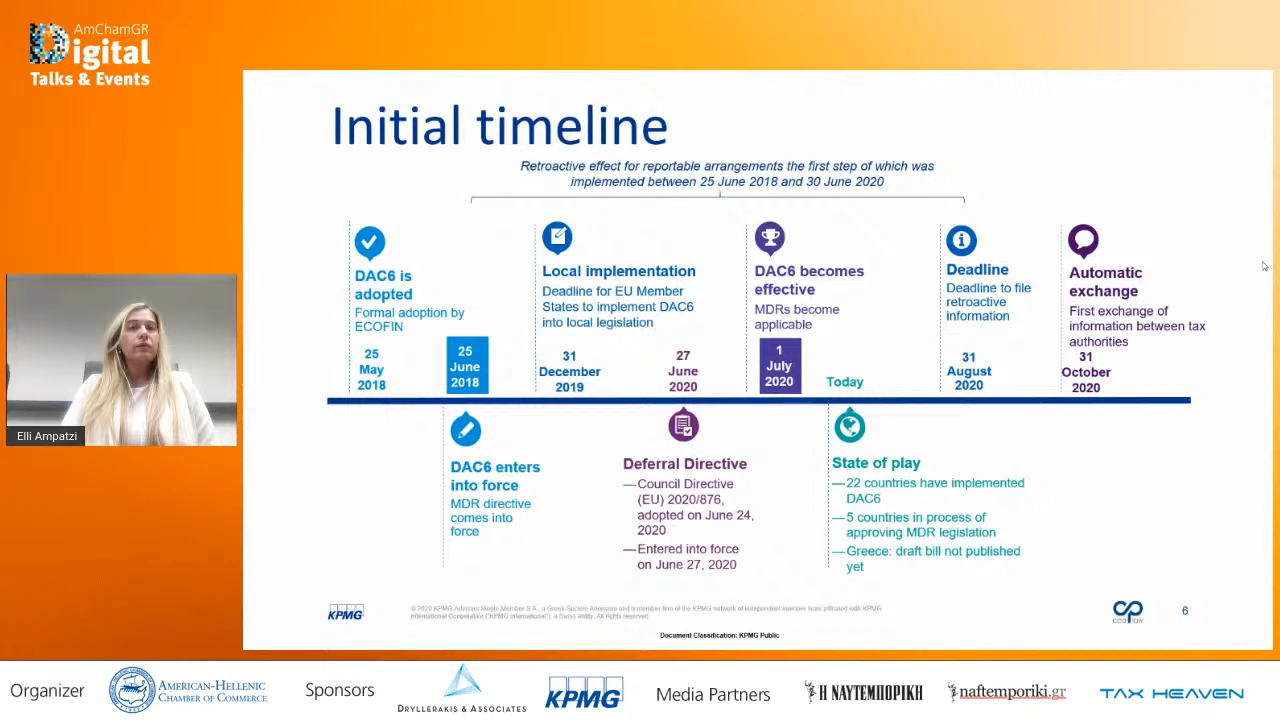 AmChamGR
Digital
Talks & Events
Initial timeline
Retroactive effect for reportable arrangements the first step of which was
implemented between 25 June 2018 and 30 June 2020
DAC6 is
adopted
Formal adoption by
ECOFIN
25
May
2018
25
June
2018
Local implementation
Deadline for EU Member
States to implement DAC6
into local legislation
31
December
2019
27
June
2020
DAC6 becomes
effective
MDRs become
applicable
1
July
2020
Today
Deadline
Deadline to file
retroactive
information
31
August
2020
Automatic
exchange
First exchange of
information between tax
authorities
31
October
2020
DAC6 enters
into force
MDR directive
comes into
force
Deferral Directive
—Council Directive
(EU) 2020/876,
adopted on June 24,
2020
—Entered into force
on June 27, 2020
State of play
—22 countries have implemented
DAC6
—5 countries in process of
approving MDR legislation
—Greece: draft bill not published
yet
Elli Ampatzi
KPMG
© 2020 KPMG Advisors Single Member S.A., a Greek Societe Anonyme and a member firm of the KPMG network of independent member firms affiliated with KPMG
International Cooperative ("KPMG International"), a Swiss entity. All rights reserved.
Document Classification: KPMG Public
cp
6
Organizer
AMERICAN-HELLENIC
CHAMBER OF COMMERCE
Sponsors
DRYLLERAKIS & ASSOCIATES
KPMG
Media Partners
Η ΝΑΥΤΕΜΠΟΡΙΚΗ
naftemporiki.gr
TAX HEAVEN